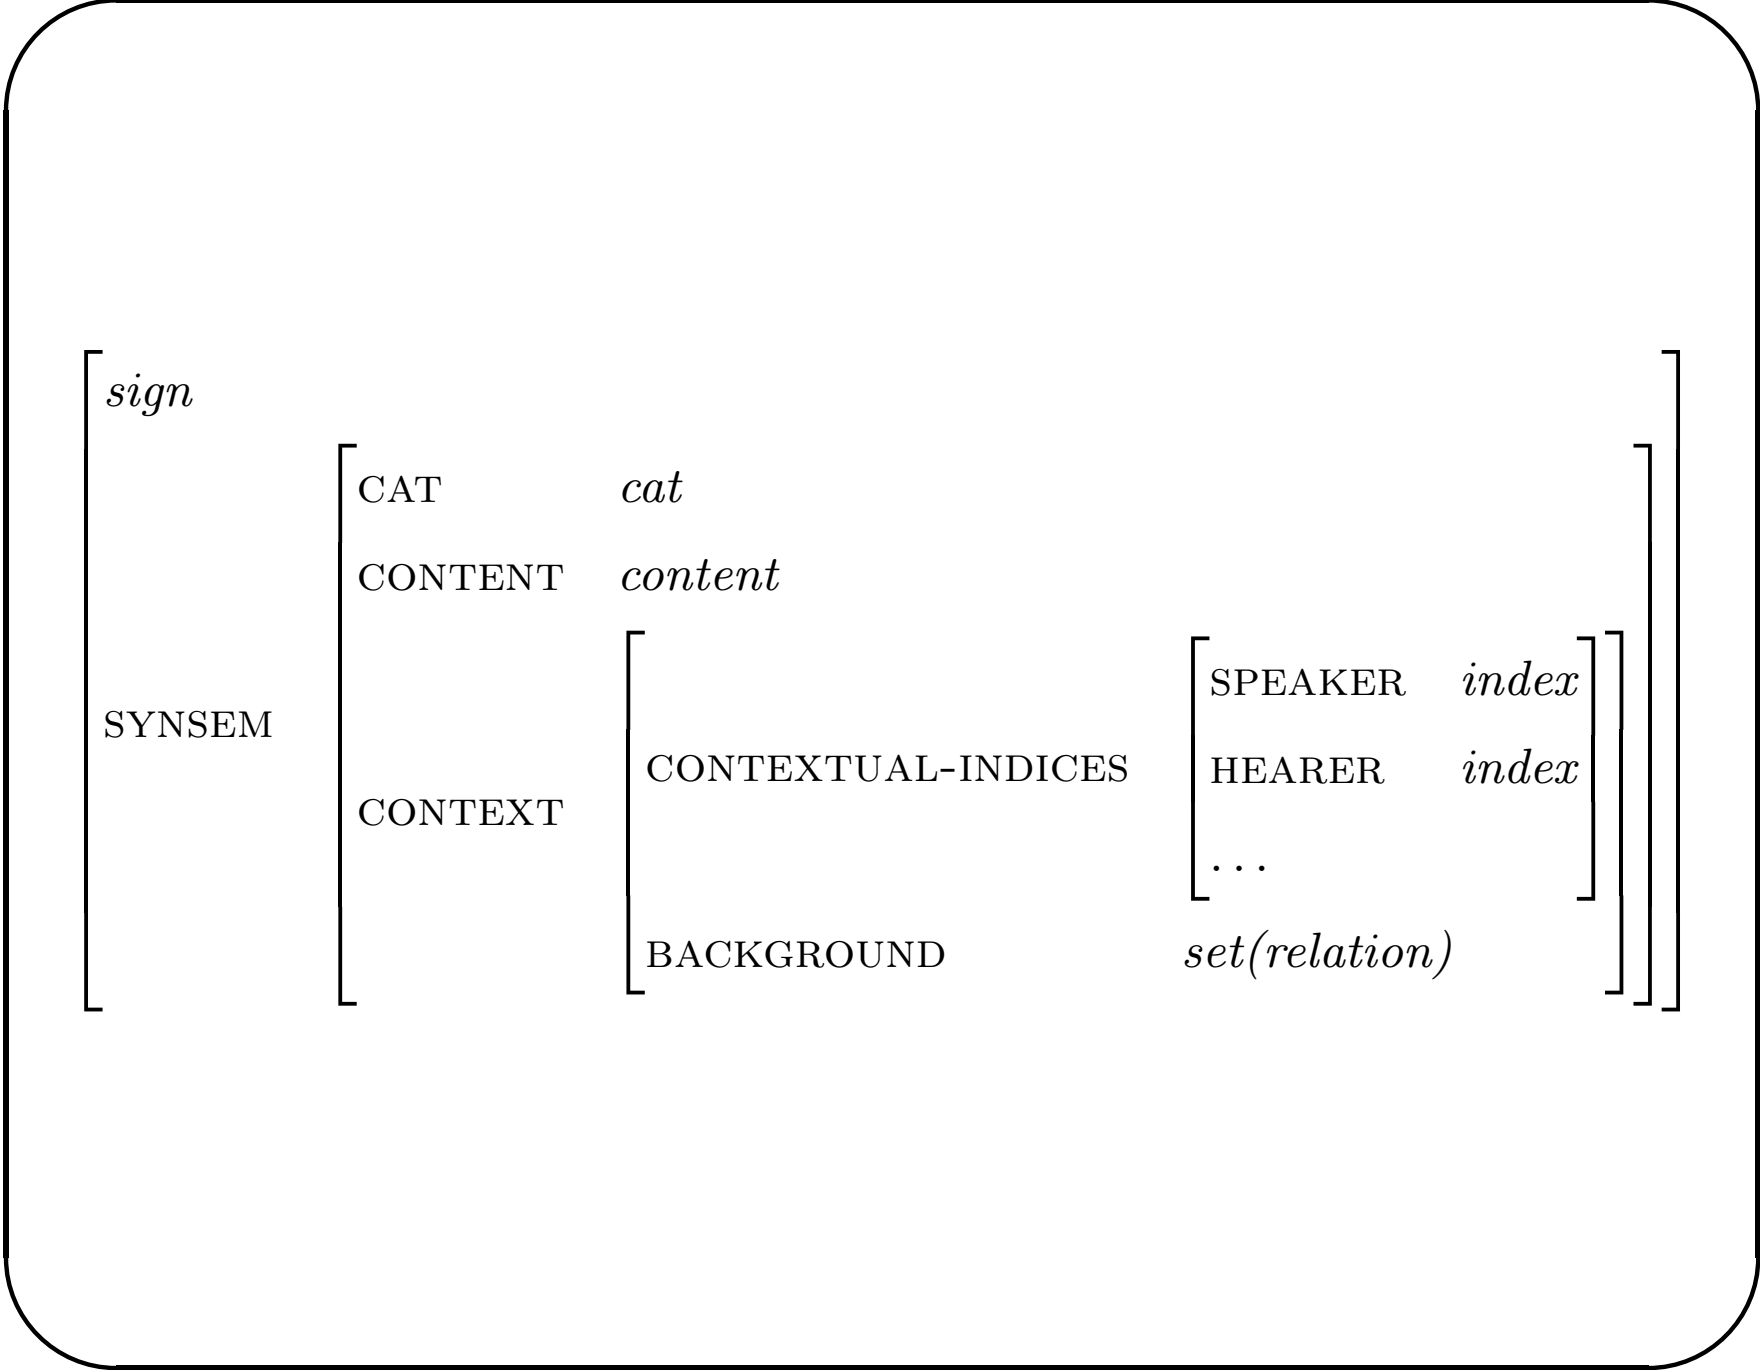 sign
CAT cat
CONTENT content
SPEAKER index
SYNSEM
CONTEXTUAL-INDICES HEARER index
CONTEXT
...
BACKGROUND set(relation)